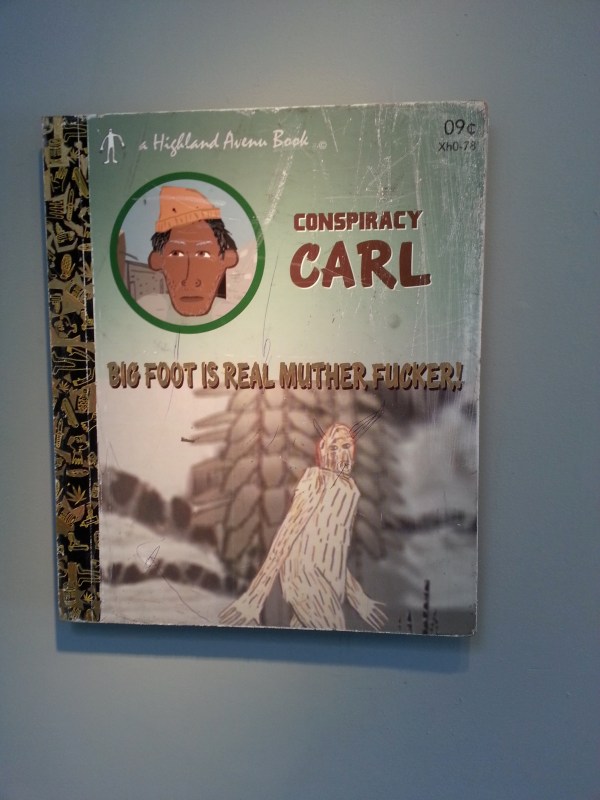 a Highland Avenu Book ©
09¢
Xh0-78
CONSPIRACY
CARL
BIG FOOT IS REAL MUTHER, FUCKER!